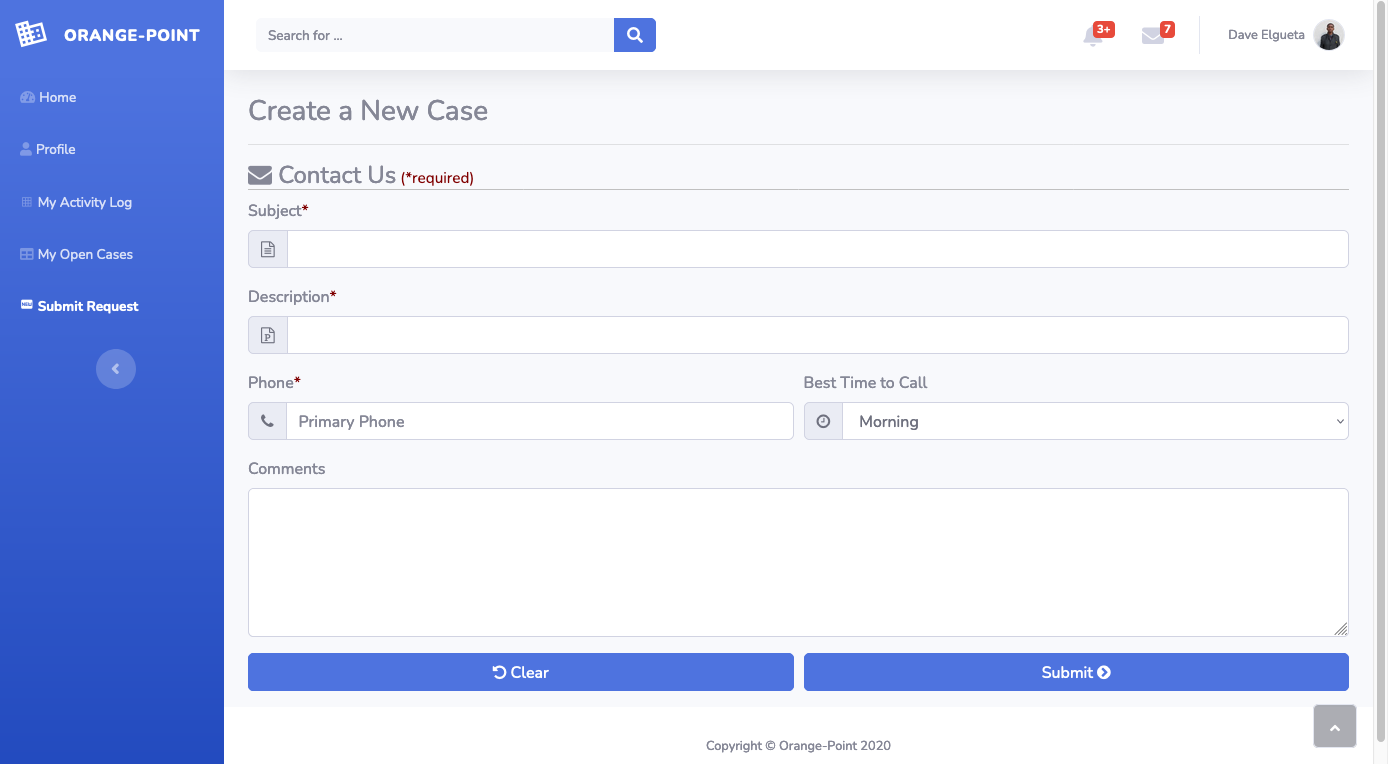 ORANGE-POINT
Search for ...
3+
7
Dave Elgueta
Home
Profile
My Activity Log
My Open Cases
Submit Request
Create a New Case
Contact Us (*required)
Subject*
Description*
Phone*
Best Time to Call
Primary Phone
Morning
Comments
Clear
Submit
Copyright © Orange-Point 2020